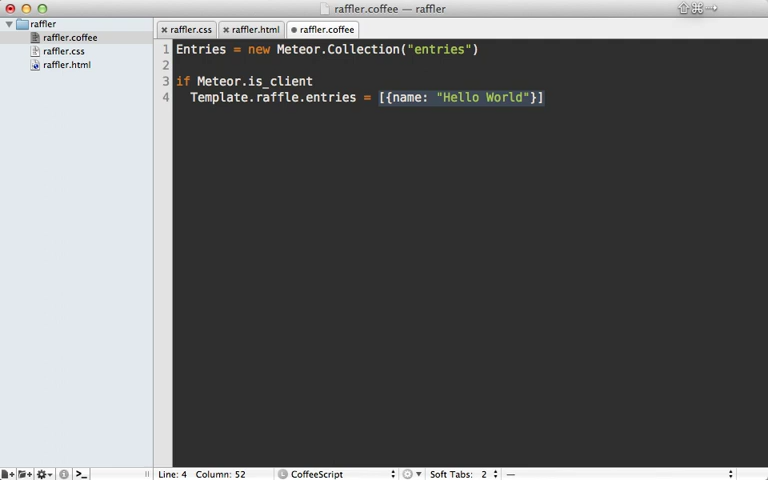 raffler.coffee — raffler
⇧⌘→
raffler
raffler.coffee
raffler.css
raffler.html
raffler.css
raffler.html
raffler.coffee
1 Entries = new Meteor.Collection("entries")
2
3 if Meteor.is_client
4 Template.raffle.entries = [{name: "Hello World"}]
Line: 4 Column: 52
CoffeeScript
Soft Tabs: 2
—